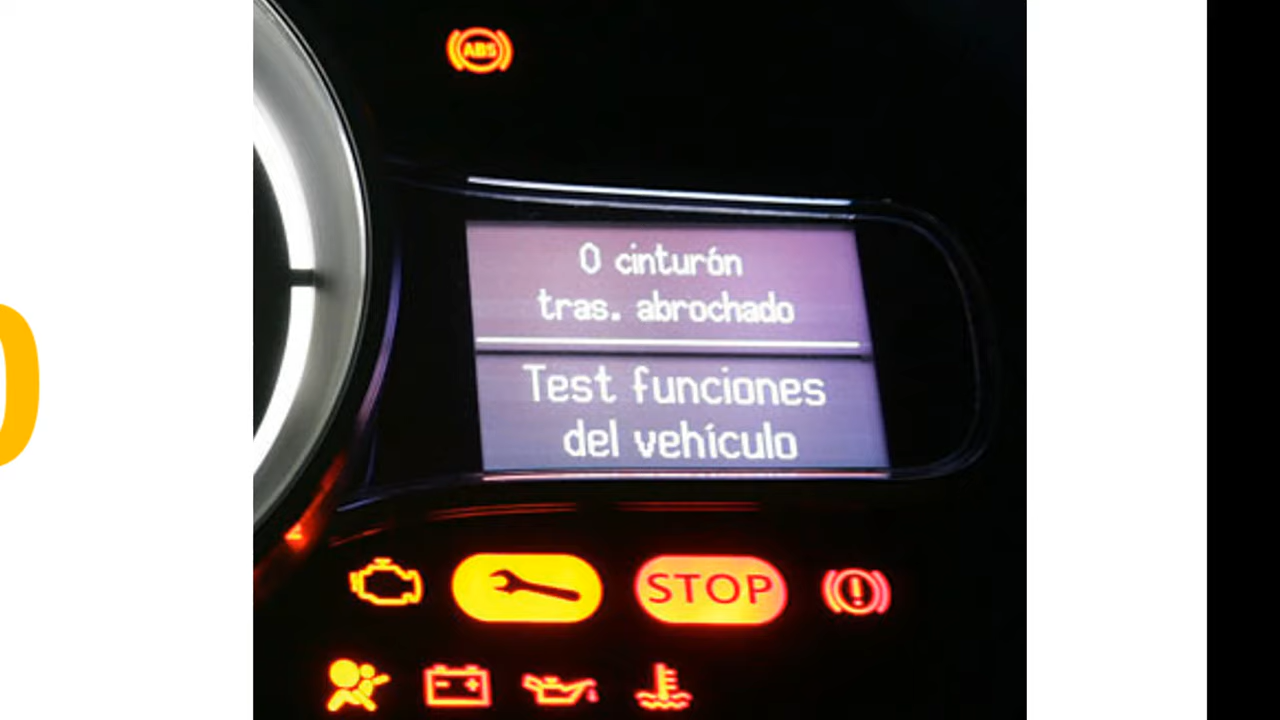 ABS
0 cinturón
tras. abrochado
Test funciones
del vehículo
STOP